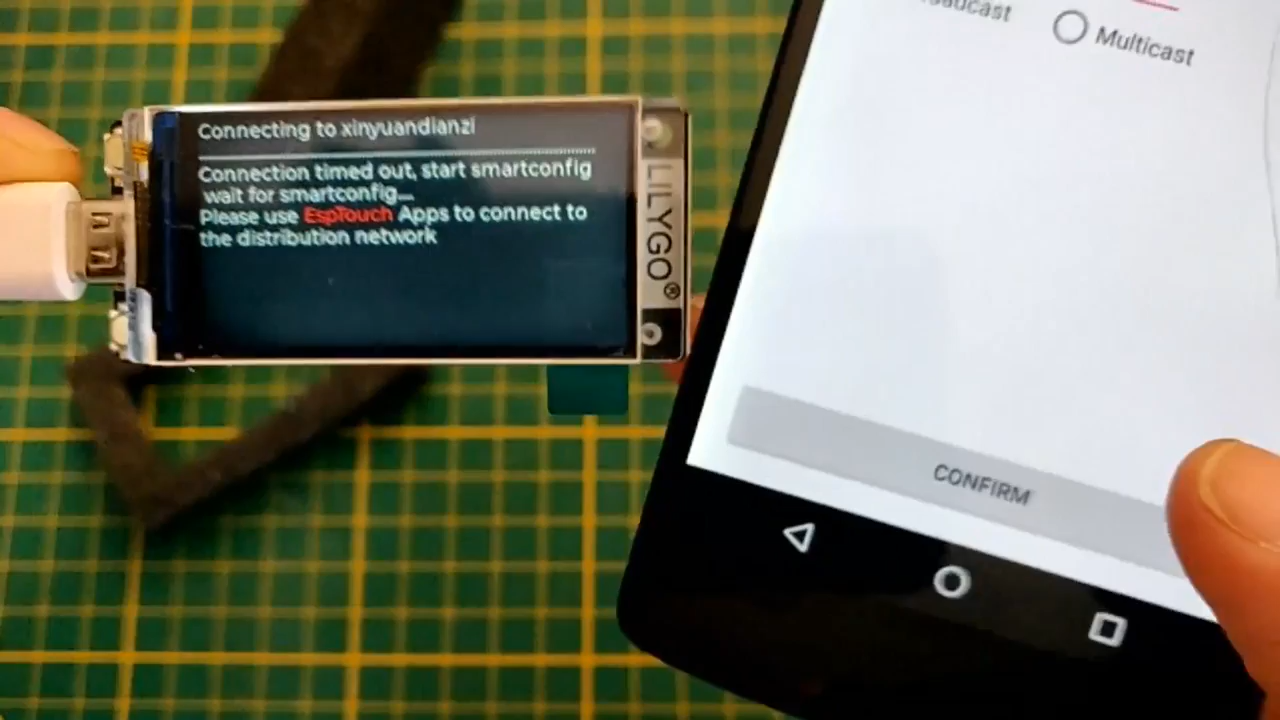 Connecting to xinyuandianzi
Connection timed out, start smartconfig
wait for smartconfig...
Please use EspTouch Apps to connect to
the distribution network
LILYGO®
Multicast
CONFIRM